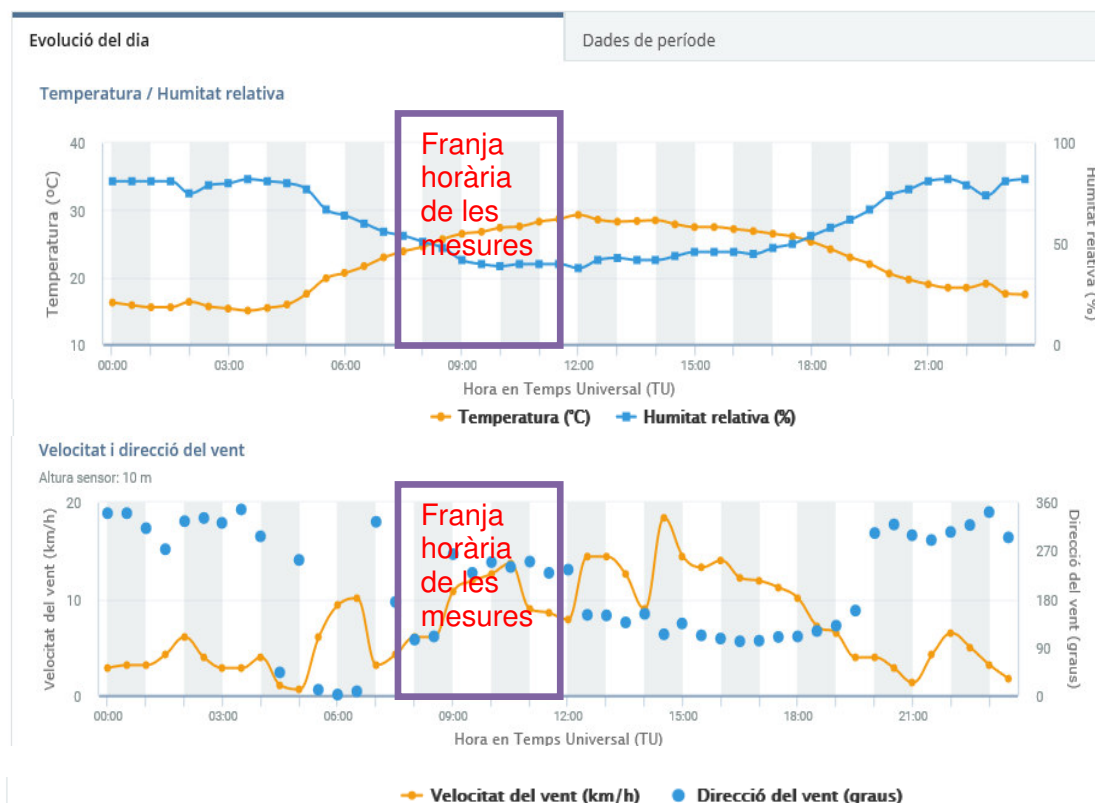 Evolució del dia
Dades de període
Temperatura / Humitat relativa
Franja
horària
de les
mesures
40
30
20
10
Temperatura (ºC)
100
50
0
Humitat relativa (%)
00:00 03:00 06:00 09:00 12:00 15:00 18:00 21:00
Hora en Temps Universal (TU)
Temperatura (°C) Humitat relativa (%)
Velocitat i direcció del vent
Altura sensor: 10 m
Franja
horària
de les
mesures
20
10
0
Velocitat del vent (km/h)
360
270
180
90
0
Direcció del vent (graus)
00:00 03:00 06:00 09:00 12:00 15:00 18:00 21:00
Hora en Temps Universal (TU)
Velocitat del vent (km/h) Direcció del vent (graus)